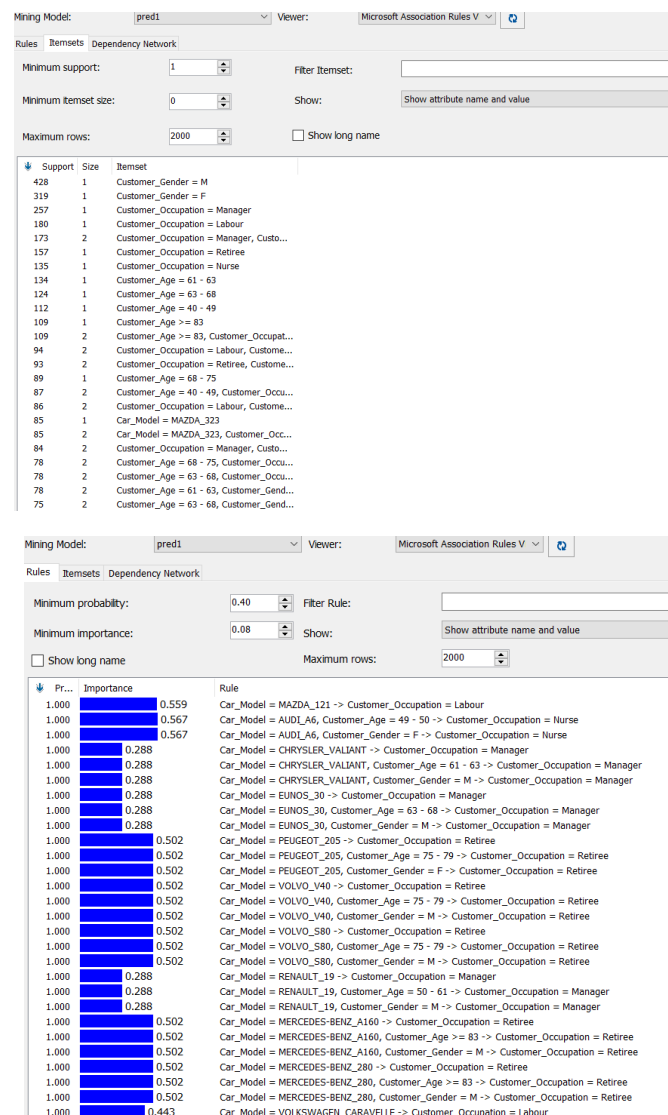 Mining Model: pred1 Viewer: Microsoft Association Rules V
Rules Itemsets Dependency Network
Minimum support: 1 Filter Itemset:
Minimum itemset size: 0 Show: Show attribute name and value
Maximum rows: 2000 Show long name
Support Size Itemset
428 1 Customer_Gender = M
319 1 Customer_Gender = F
257 1 Customer_Occupation = Manager
180 1 Customer_Occupation = Labour
173 2 Customer_Occupation = Manager, Custo...
157 1 Customer_Occupation = Retiree
135 1 Customer_Occupation = Nurse
134 1 Customer_Age = 61 - 63
124 1 Customer_Age = 63 - 68
112 1 Customer_Age = 40 - 49
109 1 Customer_Age >= 83
109 2 Customer_Age >= 83, Customer_Occupat...
94 2 Customer_Occupation = Labour, Custome...
93 2 Customer_Occupation = Retiree, Custome...
89 1 Customer_Age = 68 - 75
87 2 Customer_Age = 40 - 49, Customer_Occu...
86 2 Customer_Occupation = Labour, Custome...
85 1 Car_Model = MAZDA_323
85 2 Car_Model = MAZDA_323, Customer_Occ...
84 2 Customer_Occupation = Manager, Custo...
78 2 Customer_Age = 68 - 75, Customer_Occu...
78 2 Customer_Age = 63 - 68, Customer_Occu...
78 2 Customer_Age = 61 - 63, Customer_Gend...
75 2 Customer_Age = 63 - 68, Customer_Gend...
Mining Model: pred1 Viewer: Microsoft Association Rules V
Rules Itemsets Dependency Network
Minimum probability: 0.40 Filter Rule:
Minimum importance: 0.08 Show: Show attribute name and value
Show long name Maximum rows: 2000
Pr... Importance Rule
1.000 0.559 Car_Model = MAZDA_121 -> Customer_Occupation = Labour
1.000 0.567 Car_Model = AUDI_A6, Customer_Age = 49 - 50 -> Customer_Occupation = Nurse
1.000 0.567 Car_Model = AUDI_A6, Customer_Gender = F -> Customer_Occupation = Nurse
1.000 0.288 Car_Model = CHRYSLER_VALIANT -> Customer_Occupation = Manager
1.000 0.288 Car_Model = CHRYSLER_VALIANT, Customer_Age = 61 - 63 -> Customer_Occupation = Manager
1.000 0.288 Car_Model = CHRYSLER_VALIANT, Customer_Gender = M -> Customer_Occupation = Manager
1.000 0.288 Car_Model = EUNOS_30 -> Customer_Occupation = Manager
1.000 0.288 Car_Model = EUNOS_30, Customer_Age = 63 - 68 -> Customer_Occupation = Manager
1.000 0.288 Car_Model = EUNOS_30, Customer_Gender = M -> Customer_Occupation = Manager
1.000 0.502 Car_Model = PEUGEOT_205 -> Customer_Occupation = Retiree
1.000 0.502 Car_Model = PEUGEOT_205, Customer_Age = 75 - 79 -> Customer_Occupation = Retiree
1.000 0.502 Car_Model = PEUGEOT_205, Customer_Gender = F -> Customer_Occupation = Retiree
1.000 0.502 Car_Model = VOLVO_V40 -> Customer_Occupation = Retiree
1.000 0.502 Car_Model = VOLVO_V40, Customer_Age = 75 - 79 -> Customer_Occupation = Retiree
1.000 0.502 Car_Model = VOLVO_V40, Customer_Gender = M -> Customer_Occupation = Retiree
1.000 0.502 Car_Model = VOLVO_S80 -> Customer_Occupation = Retiree
1.000 0.502 Car_Model = VOLVO_S80, Customer_Age = 75 - 79 -> Customer_Occupation = Retiree
1.000 0.502 Car_Model = VOLVO_S80, Customer_Gender = M -> Customer_Occupation = Retiree
1.000 0.288 Car_Model = RENAULT_19 -> Customer_Occupation = Manager
1.000 0.288 Car_Model = RENAULT_19, Customer_Age = 50 - 61 -> Customer_Occupation = Manager
1.000 0.288 Car_Model = RENAULT_19, Customer_Gender = M -> Customer_Occupation = Manager
1.000 0.502 Car_Model = MERCEDES-BENZ_A160 -> Customer_Occupation = Retiree
1.000 0.502 Car_Model = MERCEDES-BENZ_A160, Customer_Age >= 83 -> Customer_Occupation = Retiree
1.000 0.502 Car_Model = MERCEDES-BENZ_A160, Customer_Gender = M -> Customer_Occupation = Retiree
1.000 0.502 Car_Model = MERCEDES-BENZ_280 -> Customer_Occupation = Retiree
1.000 0.502 Car_Model = MERCEDES-BENZ_280, Customer_Age >= 83 -> Customer_Occupation = Retiree
1.000 0.502 Car_Model = MERCEDES-BENZ_280, Customer_Gender = M -> Customer_Occupation = Retiree
1.000 0.443 Car_Model = VOLKSWAGEN_CARAVELLE -> Customer_Occupation = Labour